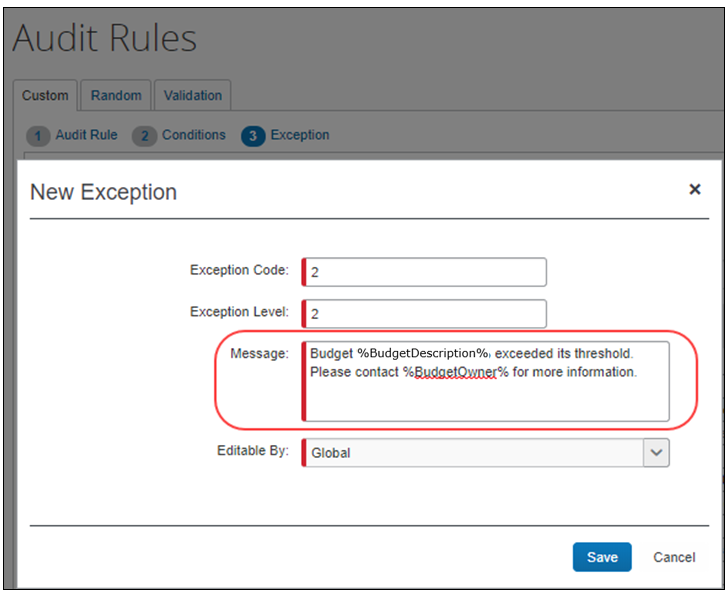 Audit Rules
Custom Random Validation
1 Audit Rule 2 Conditions 3 Exception
New Exception ×
Exception Code: 2
Exception Level: 2
Message: Budget %BudgetDescription%, exceeded its threshold.
Please contact %BudgetOwner% for more information.
Editable By: Global
Save Cancel